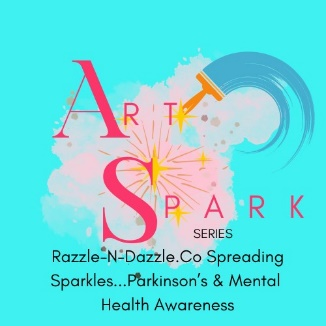 ART
SPARK
SERIES
Razzle-N-Dazzle.Co Spreading
Sparkles...Parkinson's & Mental
Health Awareness